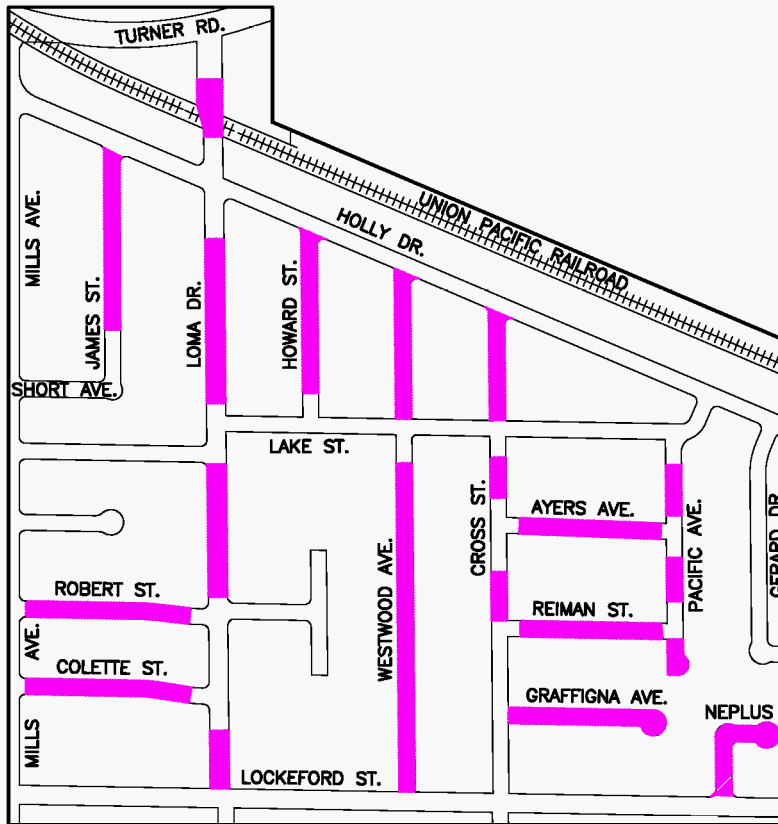 TURNER RD.
UNION PACIFIC RAILROAD
HOLLY DR.
MILLS AVE.
JAMES ST.
LOMA DR.
HOWARD ST.
SHORT AVE.
LAKE ST.
CROSS ST.
AYERS AVE.
PACIFIC AVE.
GERARD DR.
ROBERT ST.
WESTWOOD AVE.
REIMAN ST.
MILLS AVE.
COLETTE ST.
GRAFFIGNA AVE.
NEPLUS
LOCKEFORD ST.